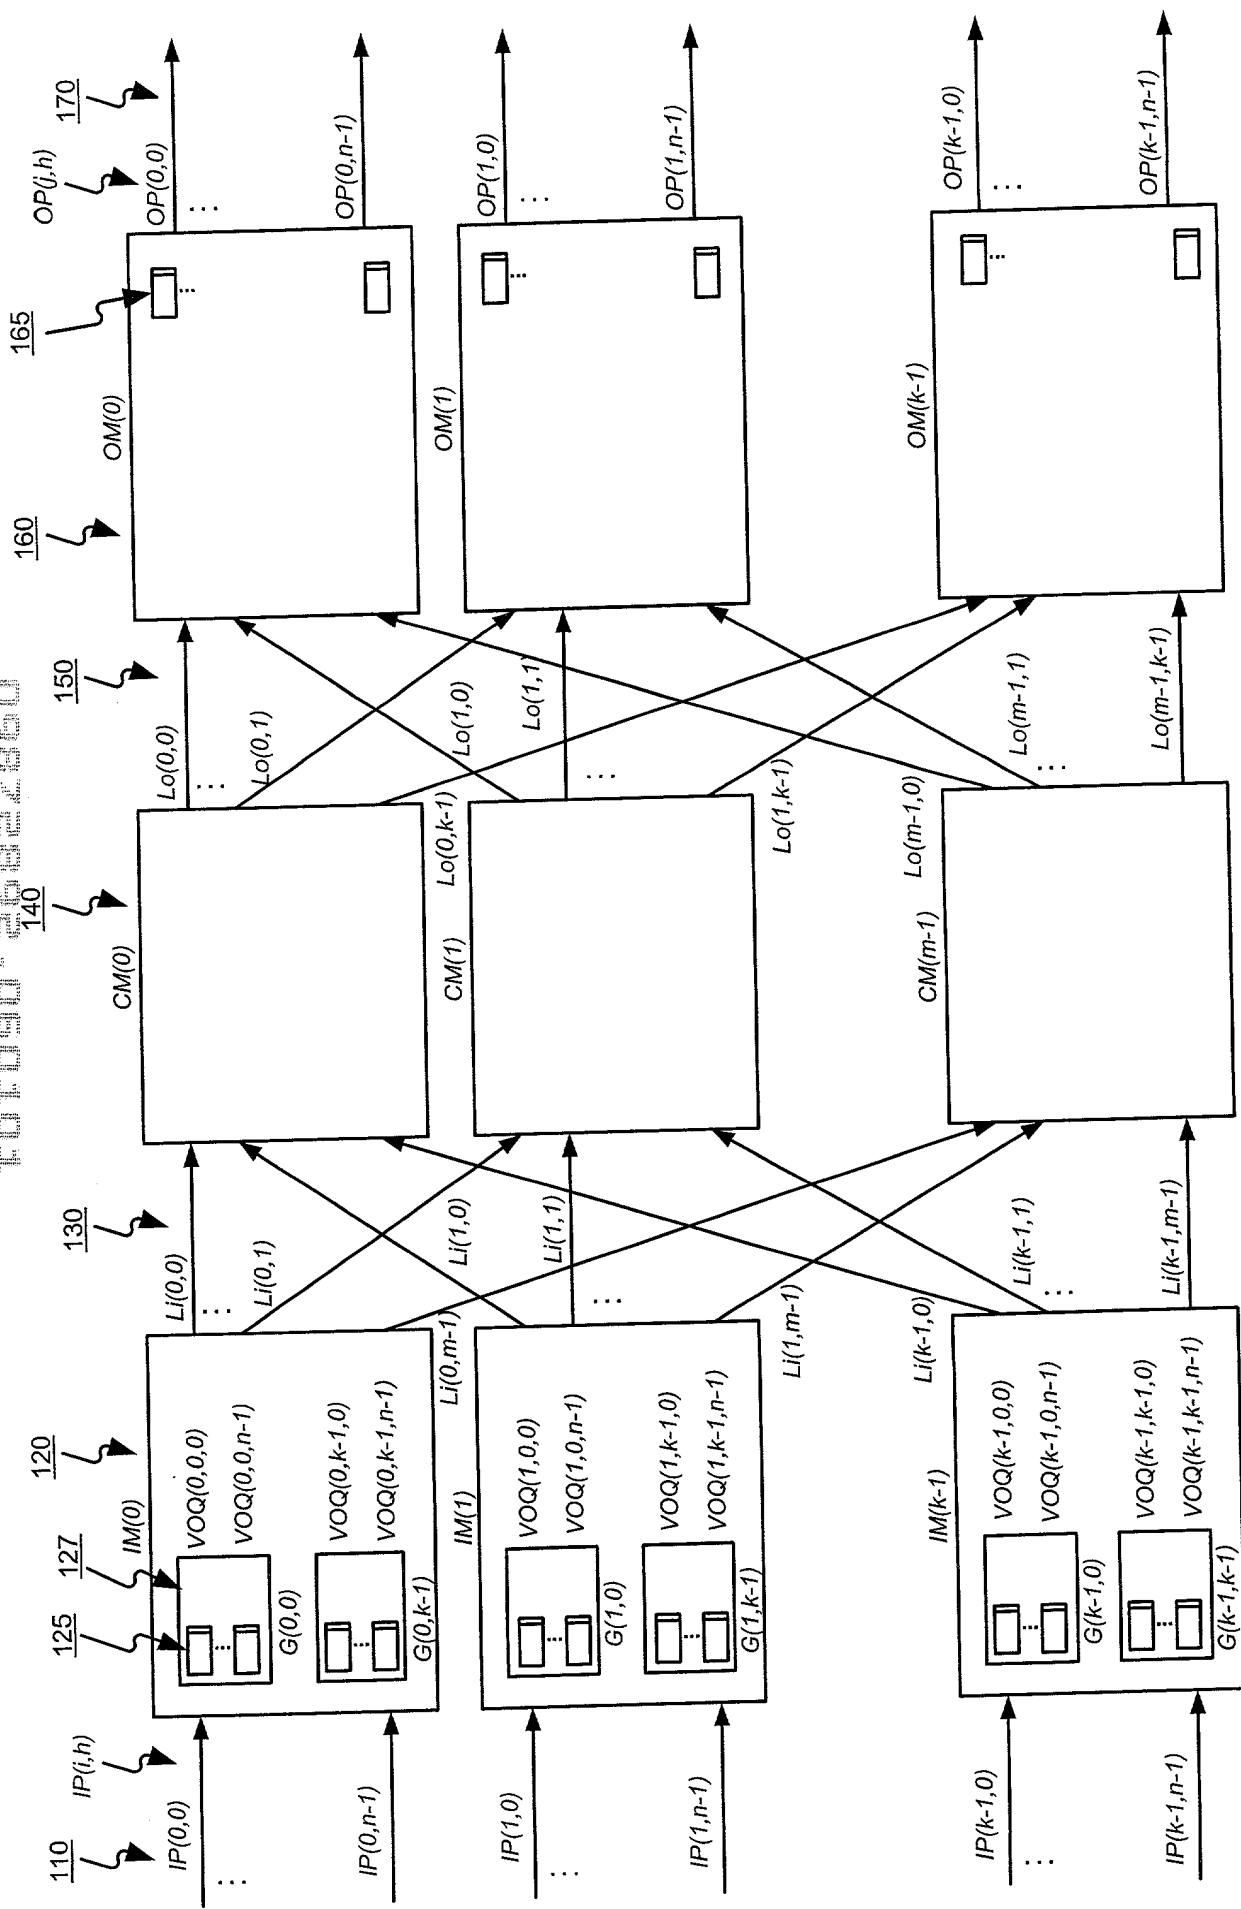 110
IP(i,h)
IP(0,0)
...
IP(0,n-1)
IP(1,0)
...
IP(1,n-1)
IP(k-1,0)
...
IP(k-1,n-1)
120
125
127
IM(0)
VOQ(0,0,0)
...
VOQ(0,0,n-1)
G(0,0)
VOQ(0,k-1,0)
...
VOQ(0,k-1,n-1)
G(0,k-1)
IM(1)
VOQ(1,0,0)
...
VOQ(1,0,n-1)
G(1,0)
VOQ(1,k-1,0)
...
VOQ(1,k-1,n-1)
G(1,k-1)
IM(k-1)
VOQ(k-1,0,0)
...
VOQ(k-1,0,n-1)
G(k-1,0)
VOQ(k-1,k-1,0)
...
VOQ(k-1,k-1,n-1)
G(k-1,k-1)
130
Li(0,0)
...
Li(0,1)
Li(0,m-1)
Li(1,0)
Li(1,1)
...
Li(1,m-1)
Li(k-1,0)
Li(k-1,1)
...
Li(k-1,m-1)
140
CM(0)
CM(1)
CM(m-1)
150
Lo(0,0)
...
Lo(0,1)
Lo(0,k-1)
Lo(1,0)
Lo(1,1)
...
Lo(1,k-1)
Lo(m-1,0)
Lo(m-1,1)
...
Lo(m-1,k-1)
160
165
OM(0)
...
OM(1)
...
OM(k-1)
...
170
OP(j,h)
OP(0,0)
...
OP(0,n-1)
OP(1,0)
...
OP(1,n-1)
OP(k-1,0)
...
OP(k-1,n-1)